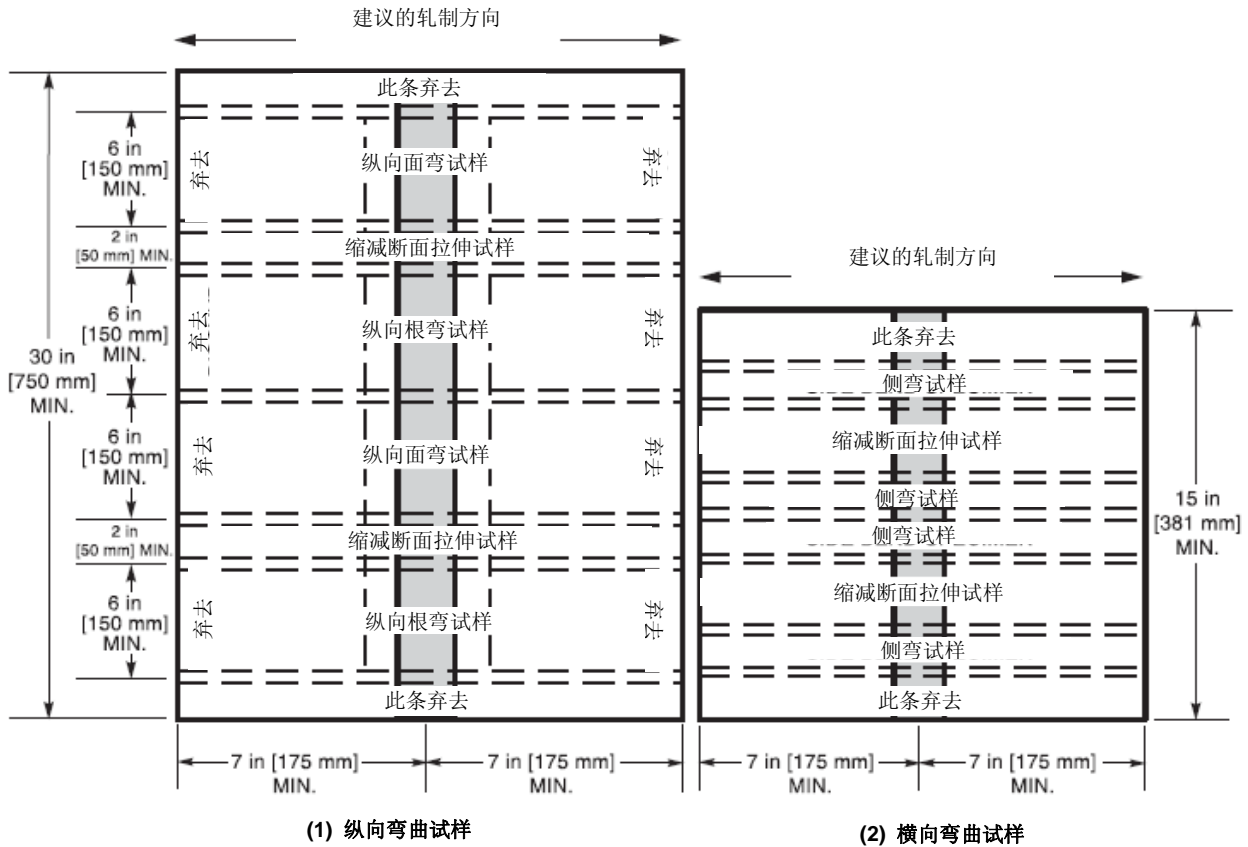 建议的轧制方向
此条弃去
6 in
[150 mm]
MIN.
弃去
纵向面弯试样
弃去
2 in
[50 mm] MIN.
缩减断面拉伸试样
6 in
[150 mm]
MIN.
弃去
纵向根弯试样
弃去
30 in
[750 mm]
MIN.
6 in
[150 mm]
MIN.
弃去
纵向面弯试样
弃去
2 in
[50 mm] MIN.
缩减断面拉伸试样
6 in
[150 mm]
MIN.
弃去
纵向根弯试样
弃去
此条弃去
7 in [175 mm]
MIN.
7 in [175 mm]
MIN.
(1) 纵向弯曲试样
建议的轧制方向
此条弃去
侧弯试样
缩减断面拉伸试样
侧弯试样
侧弯试样
缩减断面拉伸试样
侧弯试样
此条弃去
15 in
[381 mm]
MIN.
7 in [175 mm]
MIN.
7 in [175 mm]
MIN.
(2) 横向弯曲试样